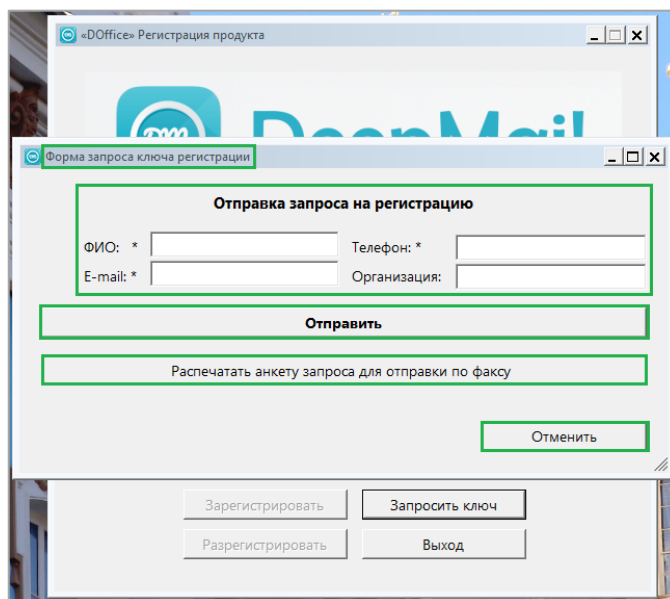 «DOffice» Регистрация продукта
DeepMail
Форма запроса ключа регистрации
Отправка запроса на регистрацию
ФИО: * Телефон: *
E-mail: * Организация:
Отправить
Распечатать анкету запроса для отправки по факсу
Отменить
Зарегистрировать Запросить ключ
Разрегистрировать Выход